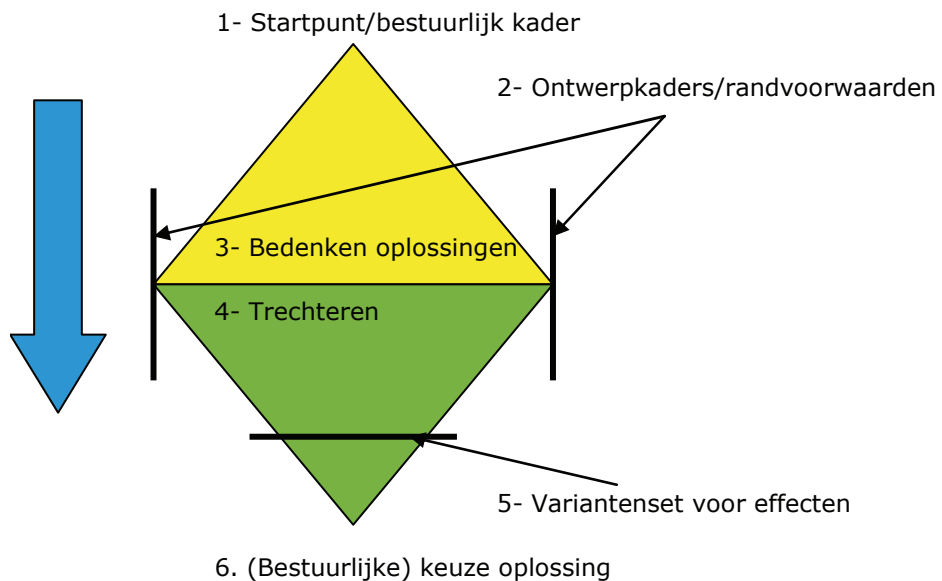 1- Startpunt/bestuurlijk kader
2- Ontwerpkaders/randvoorwaarden
3- Bedenken oplossingen
4- Trechteren
5- Variantenset voor effecten
6. (Bestuurlijke) keuze oplossing